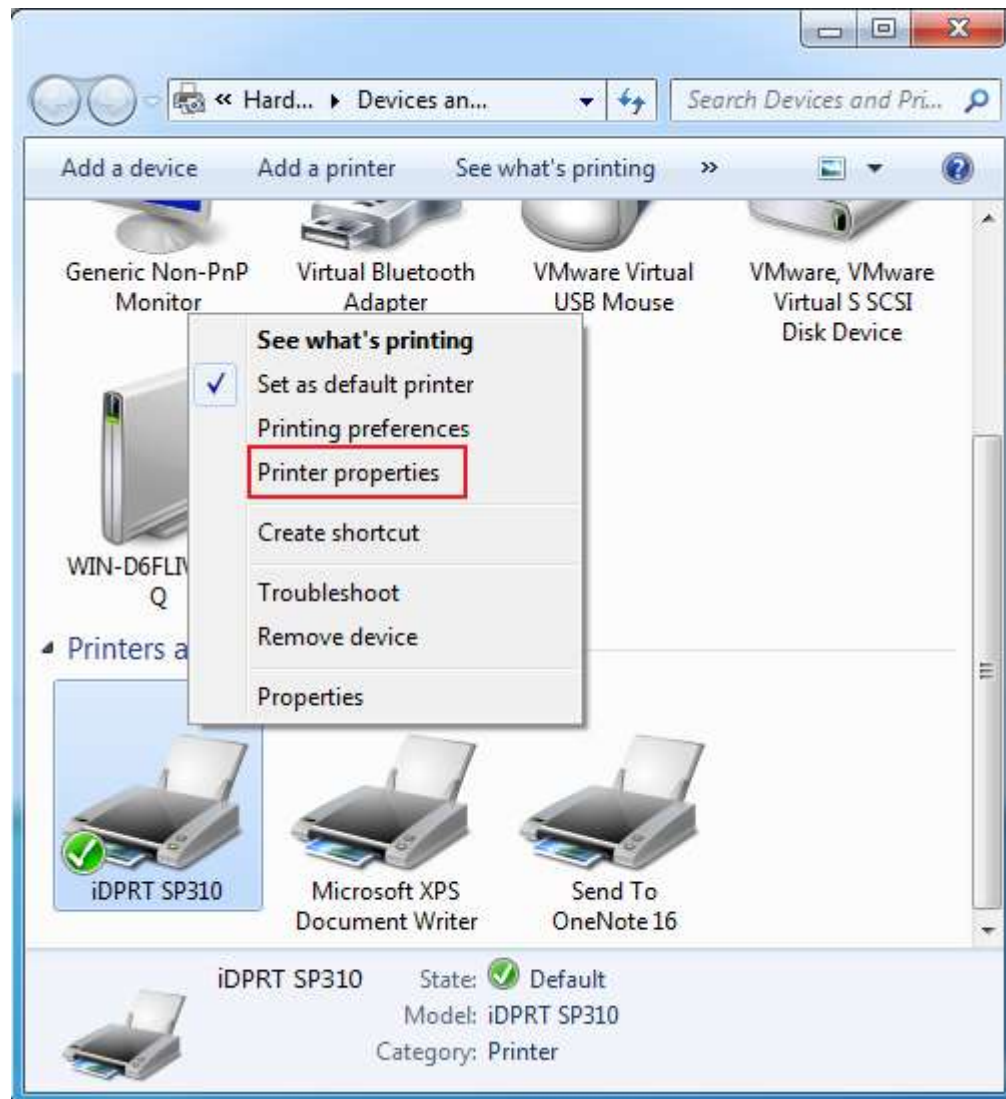 « Hard... ▸ Devices an...
Search Devices and Pri...
Add a device Add a printer See what's printing »
Generic Non-PnP
Monitor
Virtual Bluetooth
Adapter
VMware Virtual
USB Mouse
VMware, VMware
Virtual S SCSI
Disk Device
See what's printing
Set as default printer
Printing preferences
Printer properties
Create shortcut
Troubleshoot
Remove device
Properties
Q
Printers
iDPRT SP310
Microsoft XPS
Document Writer
Send To
OneNote 16
iDPRT SP310 State: Default
Model: iDPRT SP310
Category: Printer